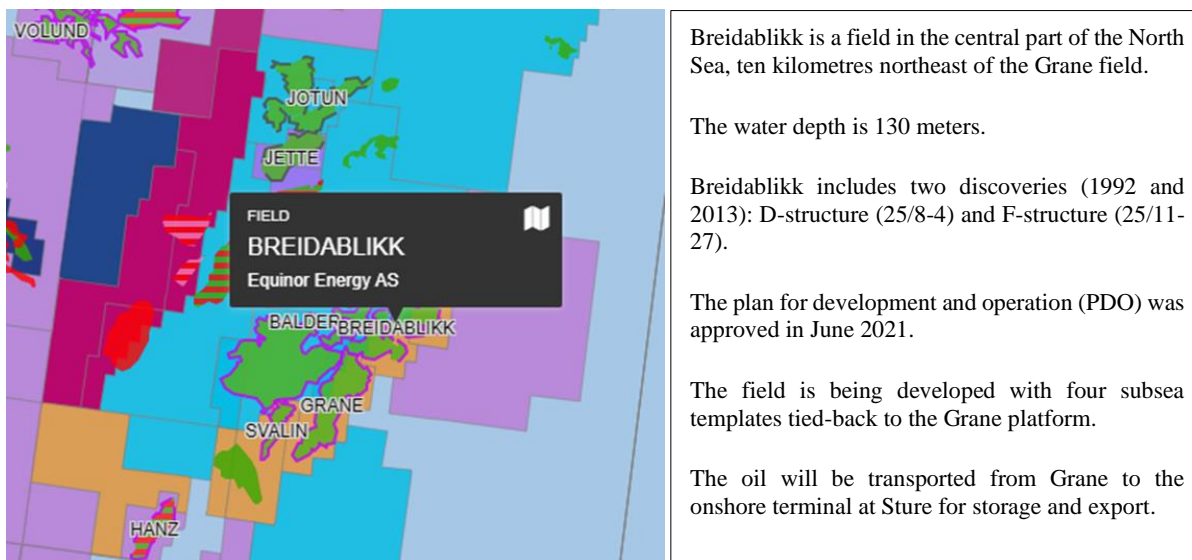 VOLUND
JOTUN
JETTE
FIELD
BREIDABLIKK
Equinor Energy AS
BALDER
BREIDABLIKK
GRANE
SVALIN
HANZ
Breidablikk is a field in the central part of the North
Sea, ten kilometres northeast of the Grane field.
The water depth is 130 meters.
Breidablikk includes two discoveries (1992 and
2013): D-structure (25/8-4) and F-structure (25/11-
27).
The plan for development and operation (PDO) was
approved in June 2021.
The field is being developed with four subsea
templates tied-back to the Grane platform.
The oil will be transported from Grane to the
onshore terminal at Sture for storage and export.